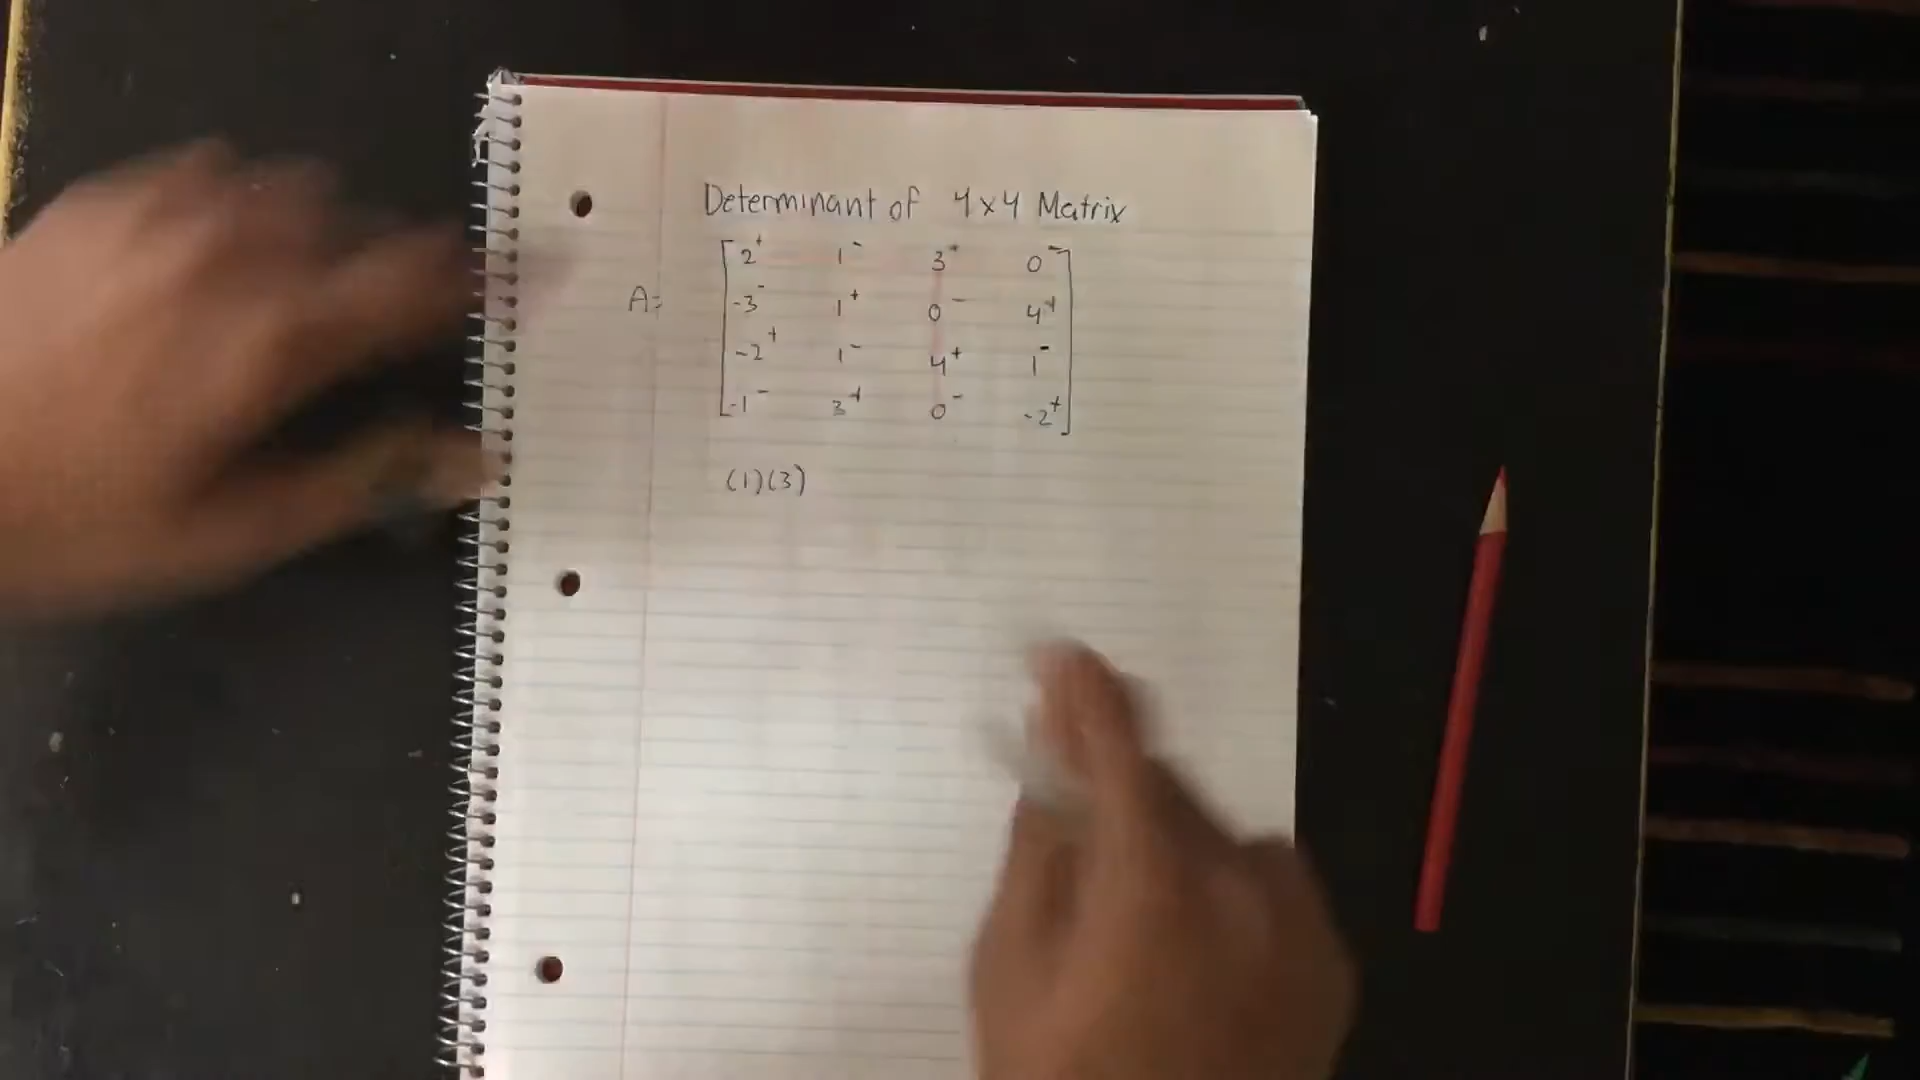 Determinant of 4x4 Matrix
2⁺ 1⁻ 3⁺ 0⁻
-3⁻ 1⁺ 0⁻ 4⁺
A=
-2⁺ 1⁻ 4⁺ 1⁻
-1⁻ 3⁺ 0⁻ -2⁺
(1)(3)